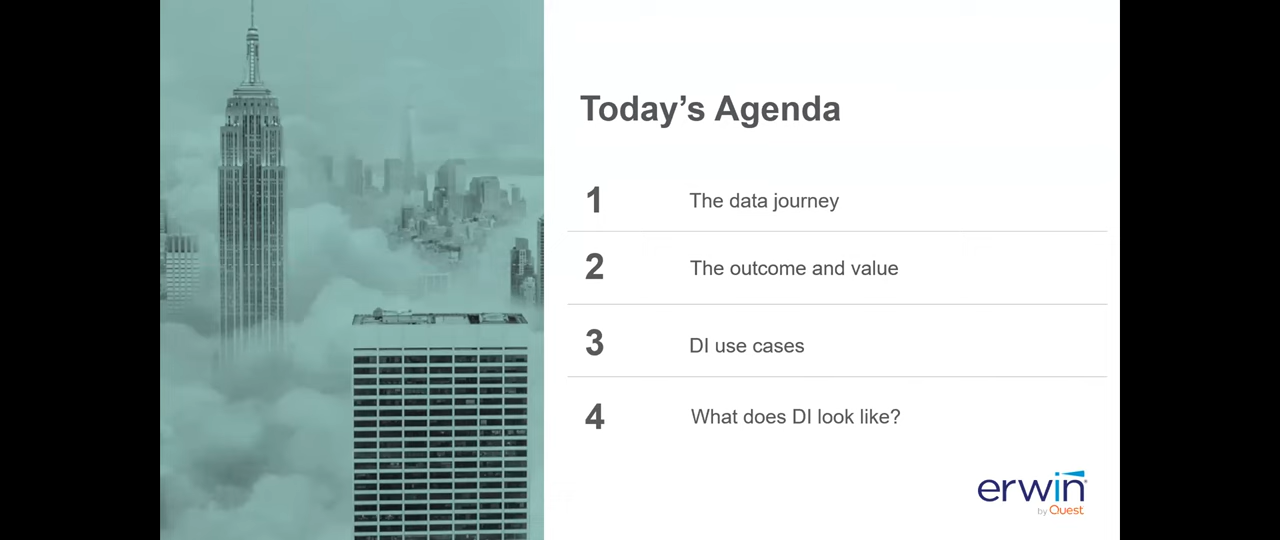 Today’s Agenda
1 The data journey
2 The outcome and value
3 DI use cases
4 What does DI look like?
erwin
by Quest